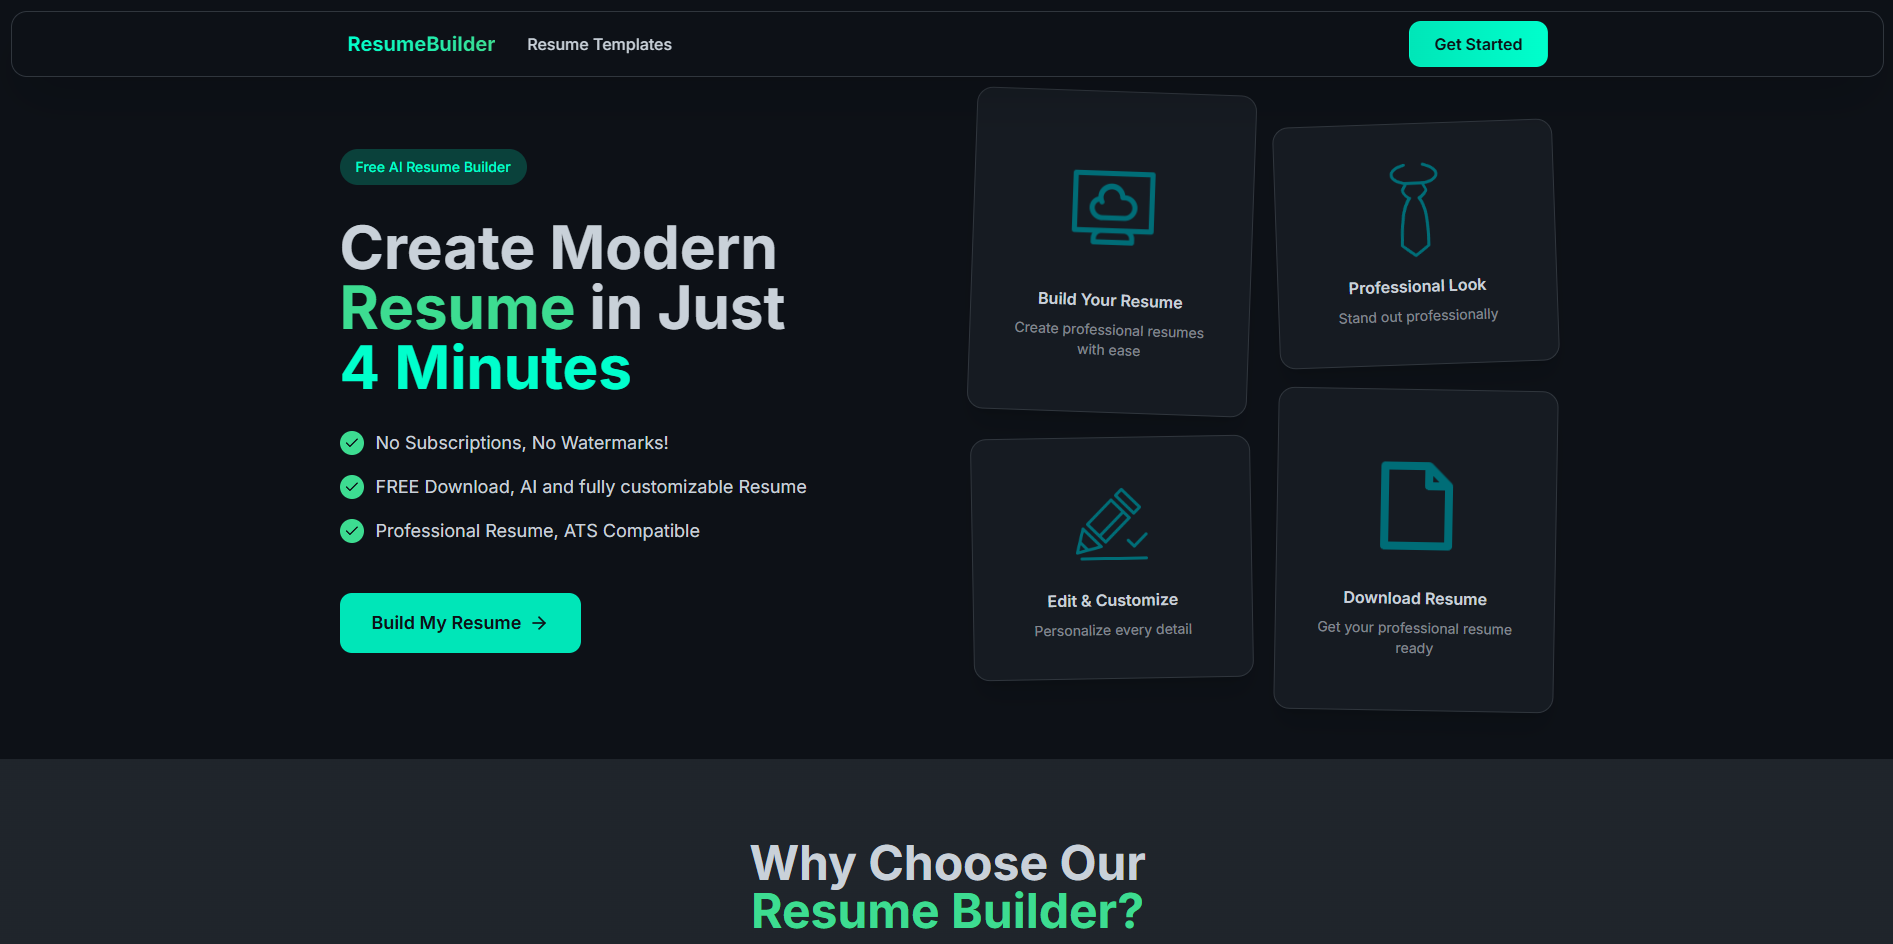 ResumeBuilder
Resume Templates
Get Started
Free AI Resume Builder
Create Modern
Resume in Just
4 Minutes
No Subscriptions, No Watermarks!
FREE Download, AI and fully customizable Resume
Professional Resume, ATS Compatible
Build My Resume →
Build Your Resume
Create professional resumes
with ease
Professional Look
Stand out professionally
Edit & Customize
Personalize every detail
Download Resume
Get your professional resume
ready
Why Choose Our
Resume Builder?